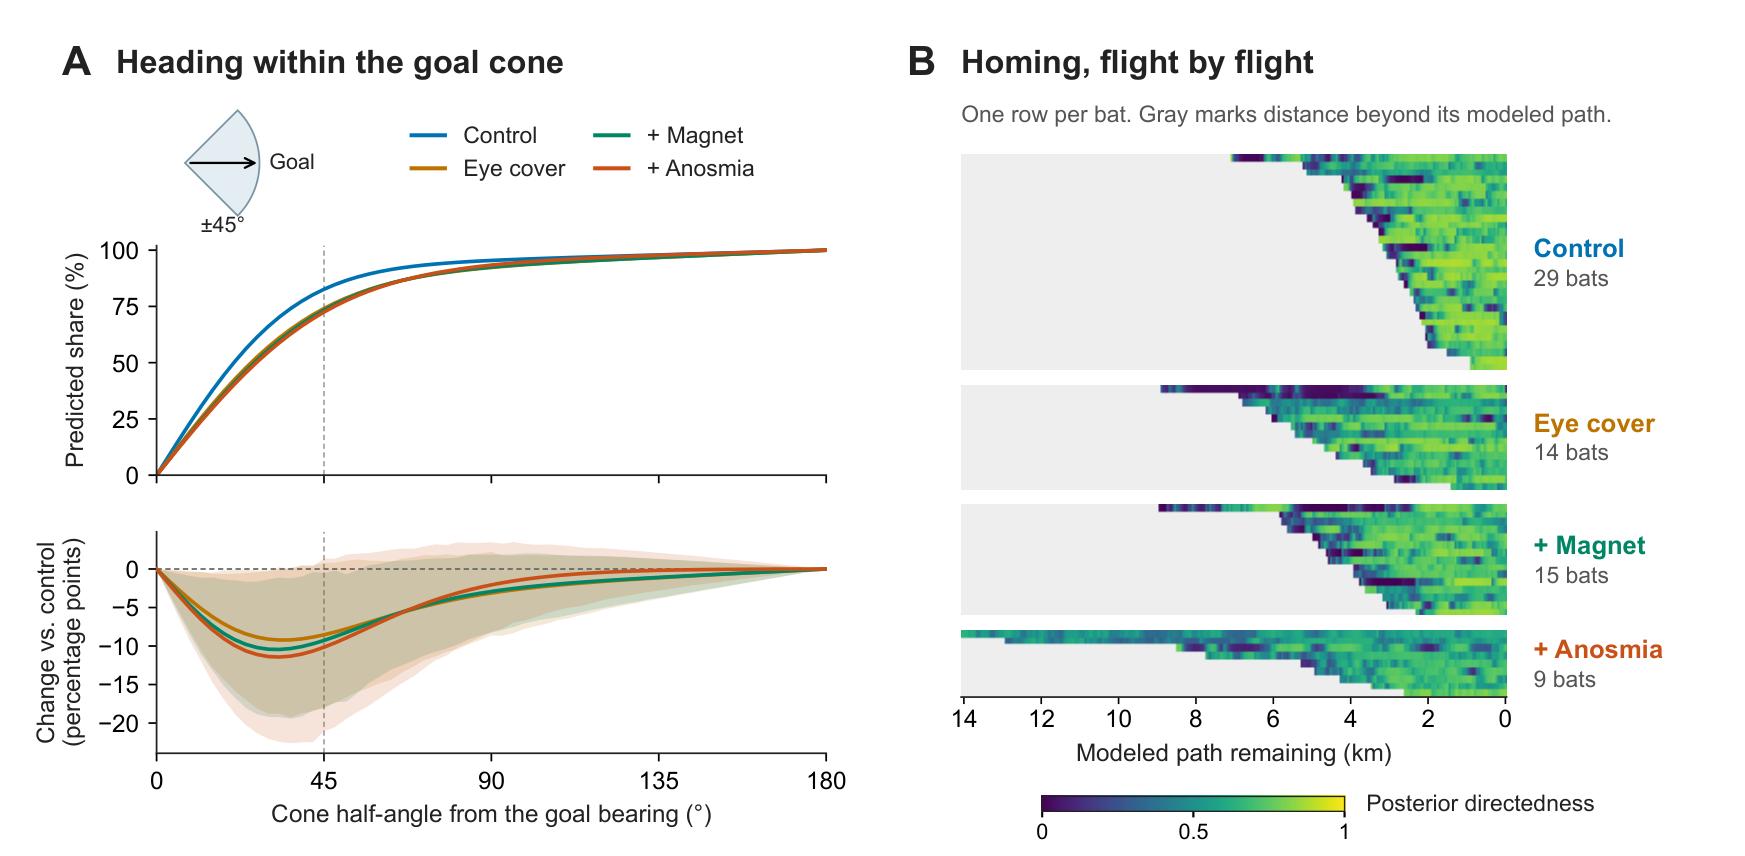 A Heading within the goal cone
Goal
±45°
Control
Eye cover
+ Magnet
+ Anosmia
Predicted share (%)
100
75
50
25
0
Change vs. control
(percentage points)
0
−5
−10
−15
−20
0 45 90 135 180
Cone half-angle from the goal bearing (°)
B Homing, flight by flight
One row per bat. Gray marks distance beyond its modeled path.
Control
29 bats
Eye cover
14 bats
+ Magnet
15 bats
+ Anosmia
9 bats
14 12 10 8 6 4 2 0
Modeled path remaining (km)
Posterior directedness
0 0.5 1